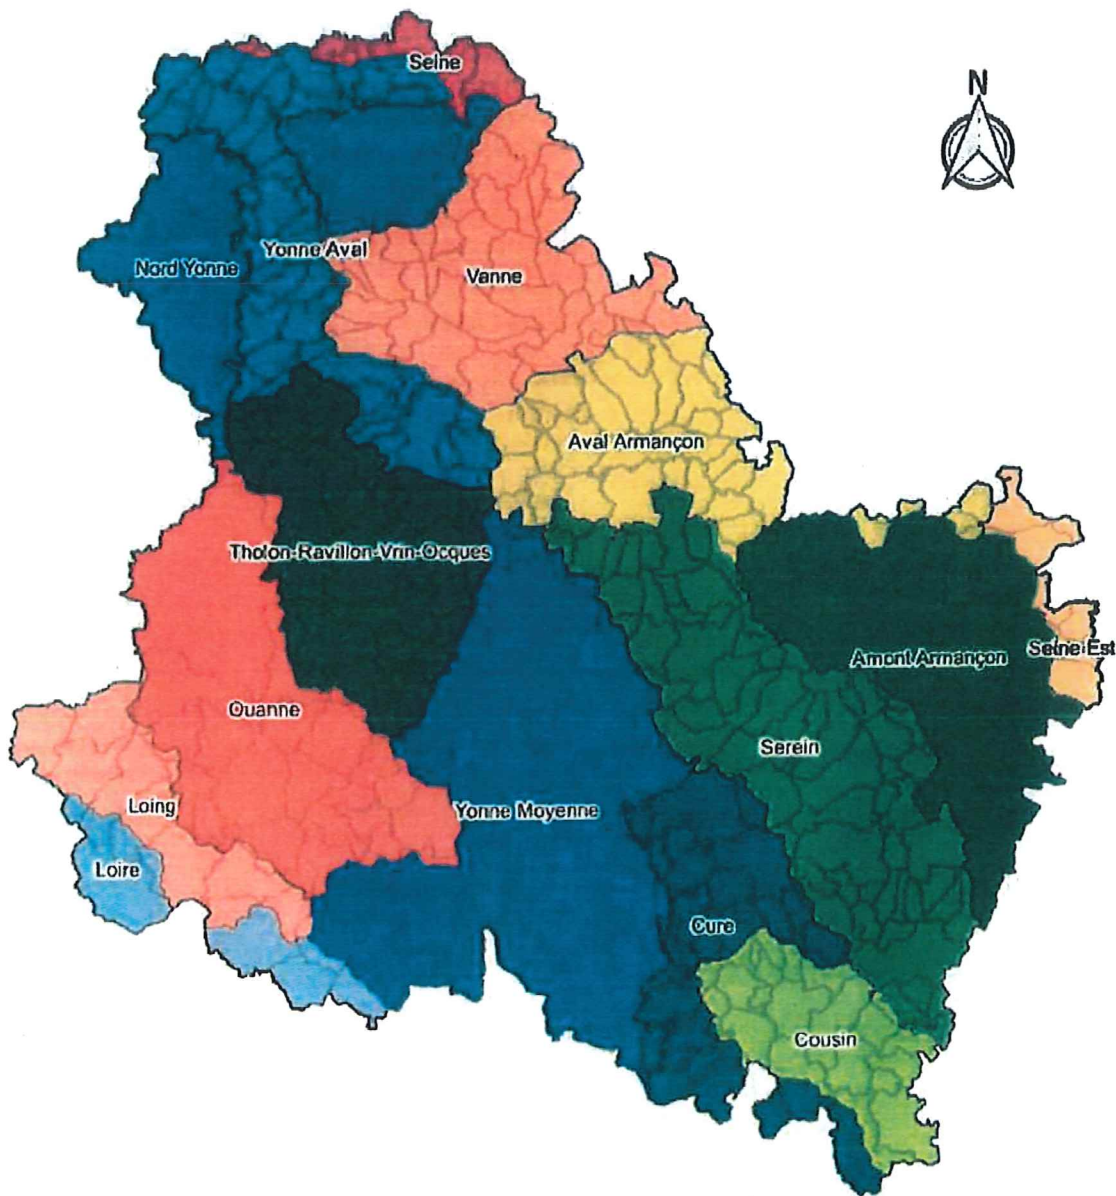 Seine
N
Yonne Aval
Nord Yonne
Vanne
Aval Armançon
Tholon-Ravillon-Vrin-Ocques
Seine-Est
Amont Armançon
Ouanne
Serein
Loing
Yonne Moyenne
Loire
Cure
Cousin